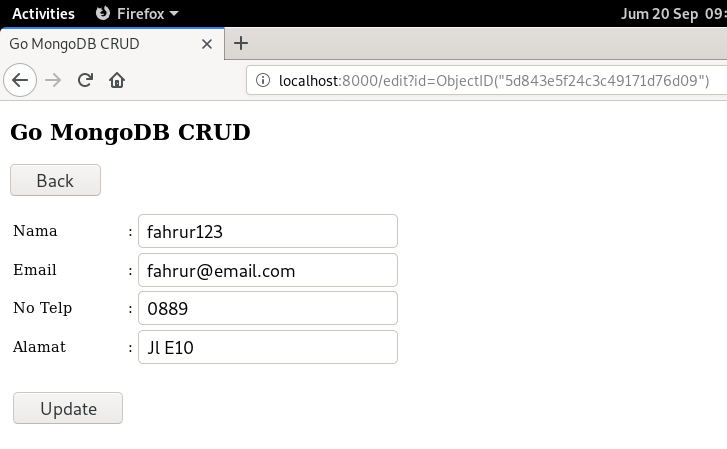 Activities Firefox Jum 20 Sep 09:
Go MongoDB CRUD
localhost:8000/edit?id=ObjectID("5d843e5f24c3c49171d76d09")
Go MongoDB CRUD
Back
Nama : fahrur123
Email : fahrur@email.com
No Telp : 0889
Alamat : Jl E10
Update